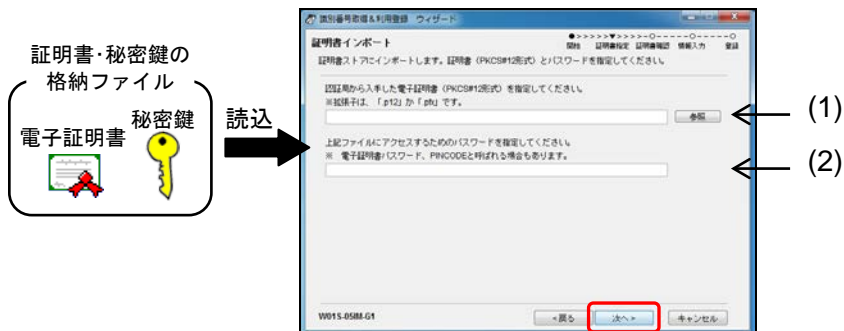 証明書・秘密鍵の
格納ファイル
電子証明書
秘密鍵
読込
識別番号取得&利用登録 ウィザード
証明書インポート
●>>>>>▼>>>>-○-----○-----○
開始 証明書指定 証明書確認 情報入力 登録
証明書ストアにインポートします。証明書（PKCS#12形式）とパスワードを指定してください。
認証局から入手した電子証明書（PKCS#12形式）を指定してください。
※拡張子は、「.p12」か「.pfx」です。
参照
(1)
上記ファイルにアクセスするためのパスワードを指定してください。
※ 電子証明書パスワード、PINCODEと呼ばれる場合もあります。
(2)
W01S-05IM-G1
<戻る
次へ>
キャンセル